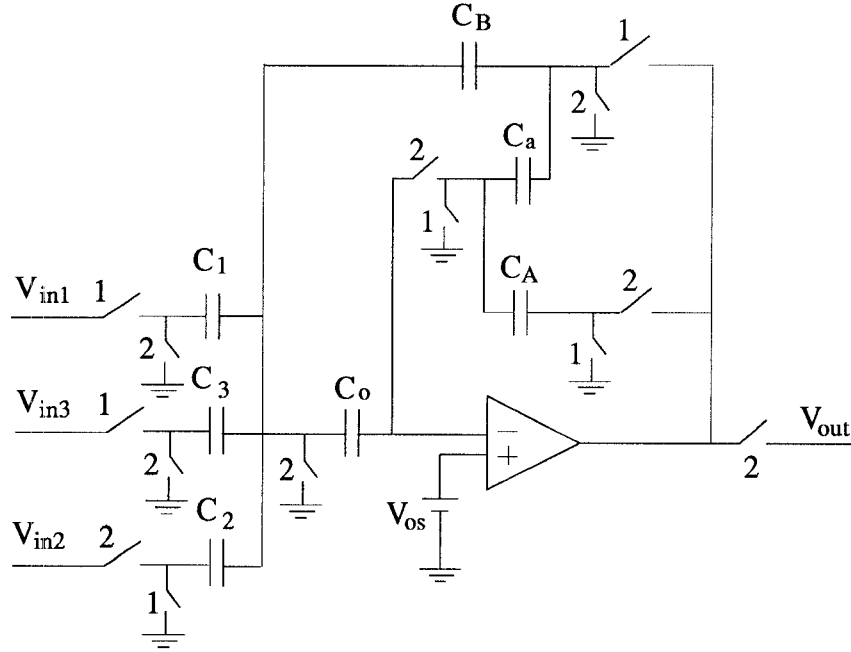 C_B
1
2
C_a
2
1
C_A
2
1
C_1
V_in1 1
2
C_3
V_in3 1
2
C_o
2
−
+
V_out
2
V_os
C_2
V_in2 2
1